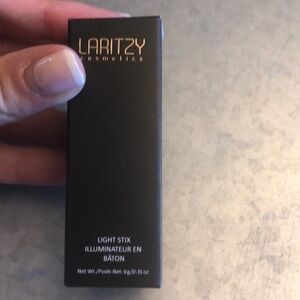 LARITZY
cosmetics
LIGHT STIX
ILLUMINATEUR EN
BÂTON
Net Wt./Poids Net: 9g/0.31 oz